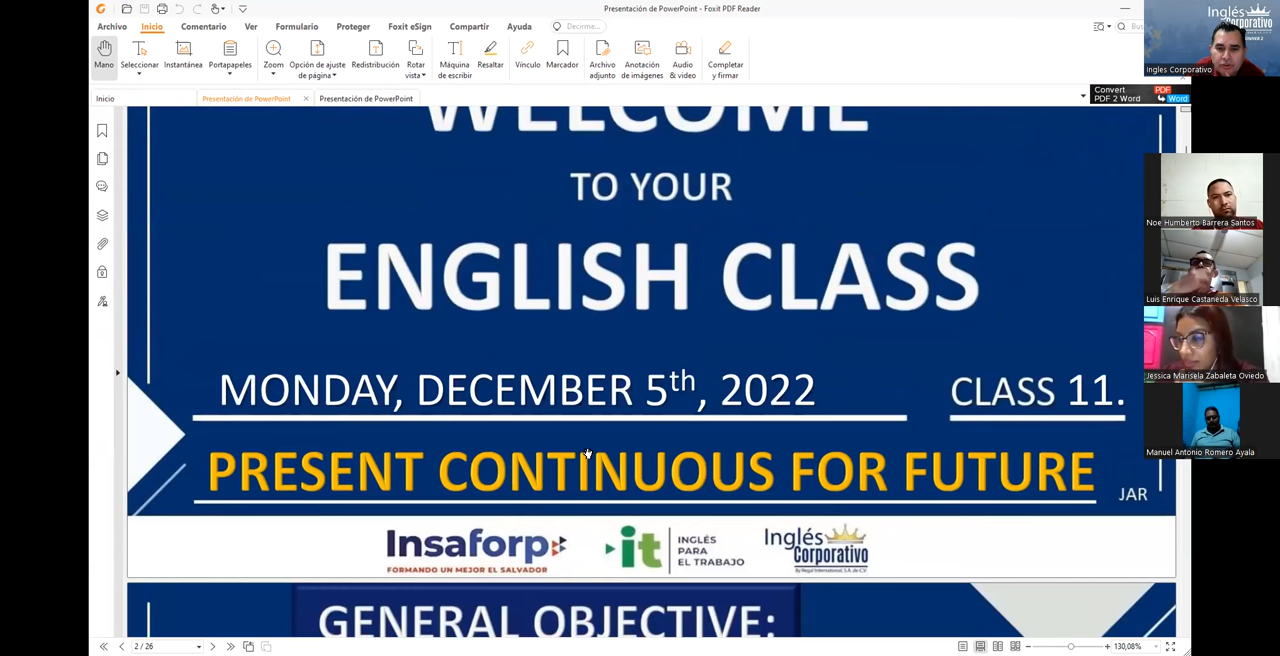 Presentación de PowerPoint - Foxit PDF Reader
Archivo Inicio Comentario Ver Formulario Proteger Foxit eSign Compartir Ayuda Decirme...
Mano Seleccionar Instantánea Portapapeles Zoom Opción de ajuste de página Redistribución Rotar vista Máquina de escribir Resaltar Vínculo Marcador Archivo adjunto Anotación de imágenes Audio & video Completar y firmar
Inicio Presentación de PowerPoint Presentación de PowerPoint
Convert PDF
PDF 2 Word Word
WELCOME
TO YOUR
ENGLISH CLASS
MONDAY, DECEMBER 5th, 2022 CLASS 11.
PRESENT CONTINUOUS FOR FUTURE
JAR
Insaforp
FORMANDO UN MEJOR EL SALVADOR
it
INGLÉS
PARA
EL TRABAJO
Inglés
Corporativo
GENERAL OBJECTIVE:
2 / 26
130,08%
Inglés
Corporativo
Ingles Corporativo
Noe Humberto Barrera Santos
Luis Enrique Castaneda Velasco
Jessica Marisela Zabaleta Oviedo
Manuel Antonio Romero Ayala